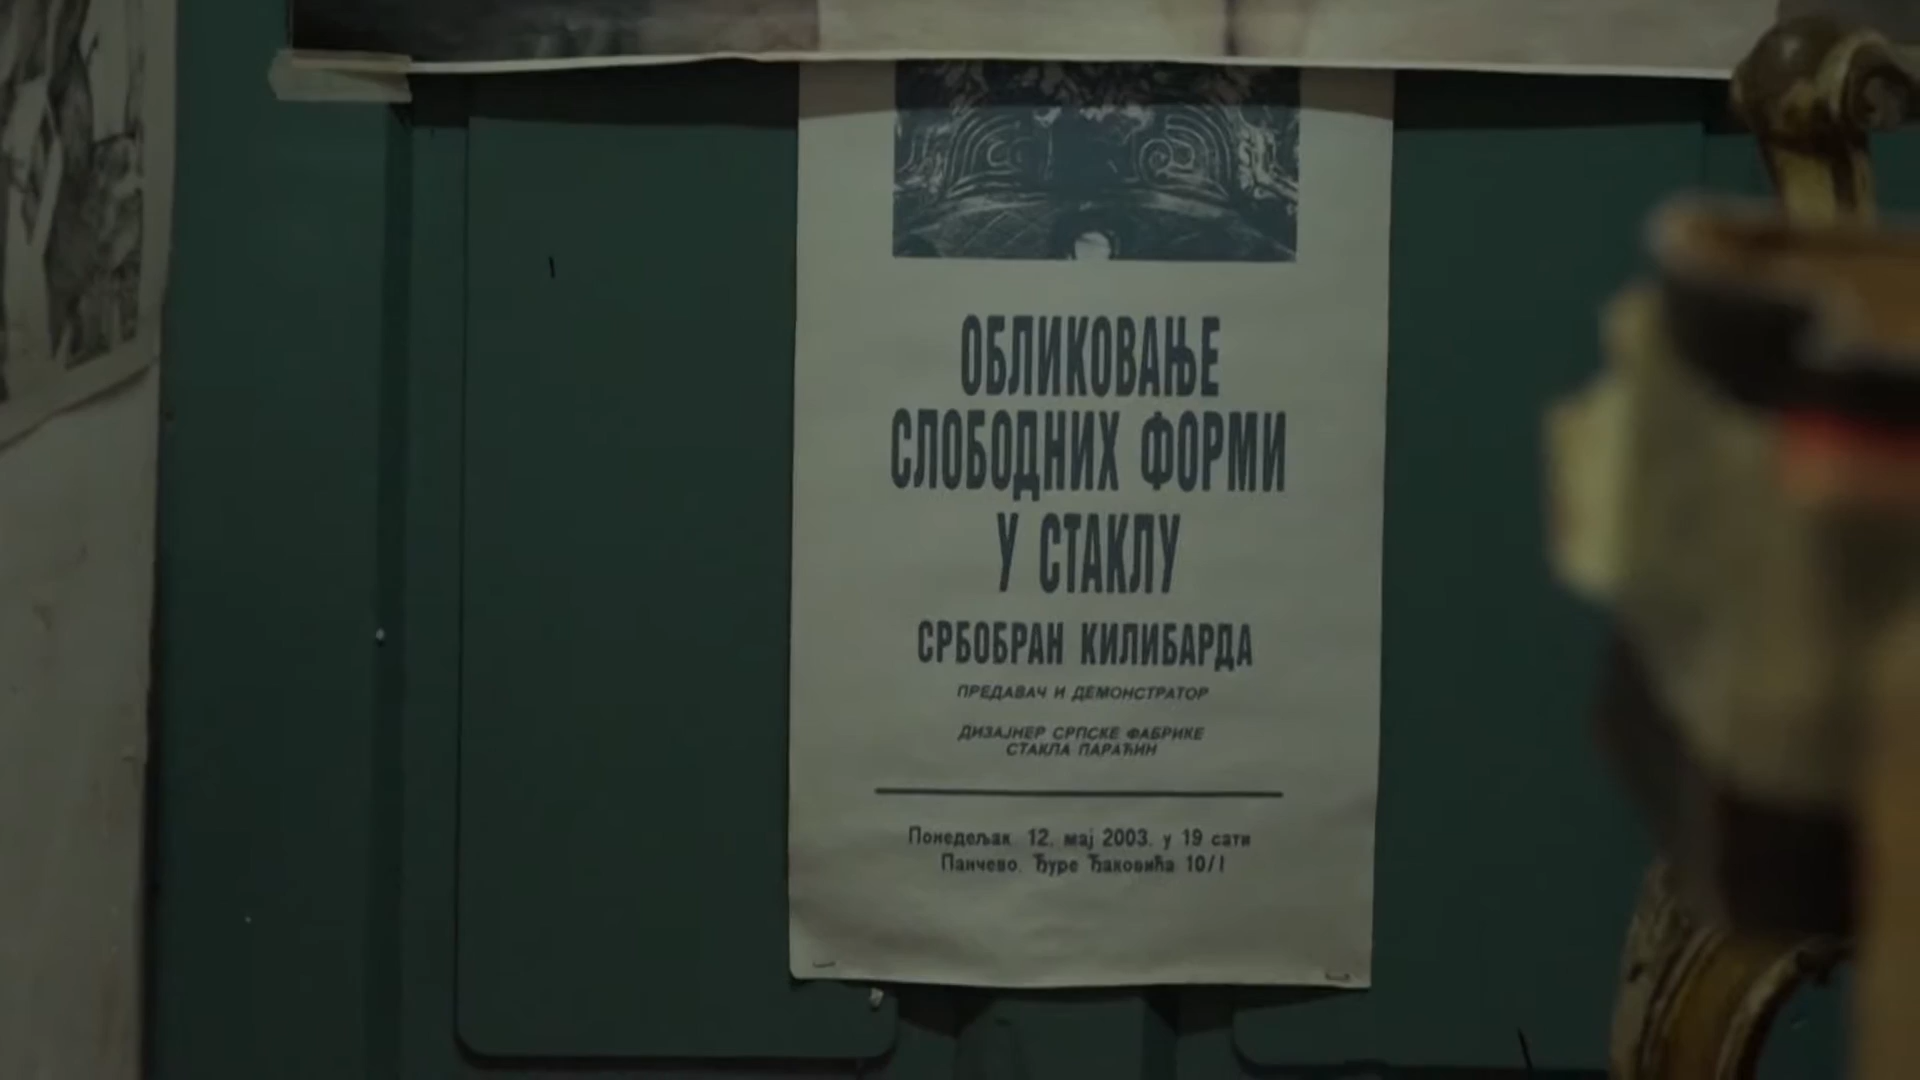 ОБЛИКОВАЊЕ
СЛОБОДНИХ ФОРМИ
У СТАКЛУ
СРБОБРАН КИЛИБАРДА
ПРЕДАВАЧ И ДЕМОНСТРАТОР
ДИЗАЈНЕР СРПСКЕ ФАБРИКЕ
СТАКЛА ПАРАЋИН
Понедељак 12. мај 2003. у 19 сати
Панчево, Ђуре Ђаковића 10/I